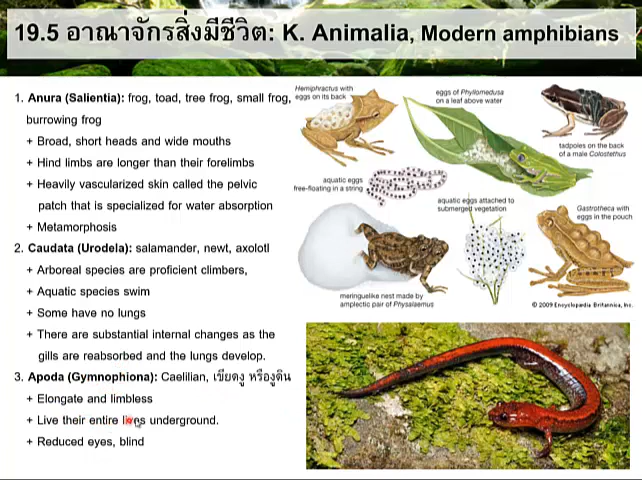 19.5 อาณาจักรสิ่งมีชีวิต: K. Animalia, Modern amphibians
1. Anura (Salientia): frog, toad, tree frog, small frog,
burrowing frog
+ Broad, short heads and wide mouths
+ Hind limbs are longer than their forelimbs
+ Heavily vascularized skin called the pelvic
patch that is specialized for water absorption
+ Metamorphosis
2. Caudata (Urodela): salamander, newt, axolotl
+ Arboreal species are proficient climbers,
+ Aquatic species swim
+ Some have no lungs
+ There are substantial internal changes as the
gills are reabsorbed and the lungs develop.
3. Apoda (Gymnophiona): Caelilian, เขียดงู หรืองูดิน
+ Elongate and limbless
+ Live their entire lives underground.
+ Reduced eyes, blind
Hemiphractus with
eggs on its back
eggs of Phyllomedusa
on a leaf above water
tadpoles on the back
of a male Colostethus
aquatic eggs
free-floating in a string
aquatic eggs attached to
submerged vegetation
Gastrotheca with
eggs in the pouch
meringuelike nest made by
amplectic pair of Physalaemus
© 2009 Encyclopædia Britannica, Inc.